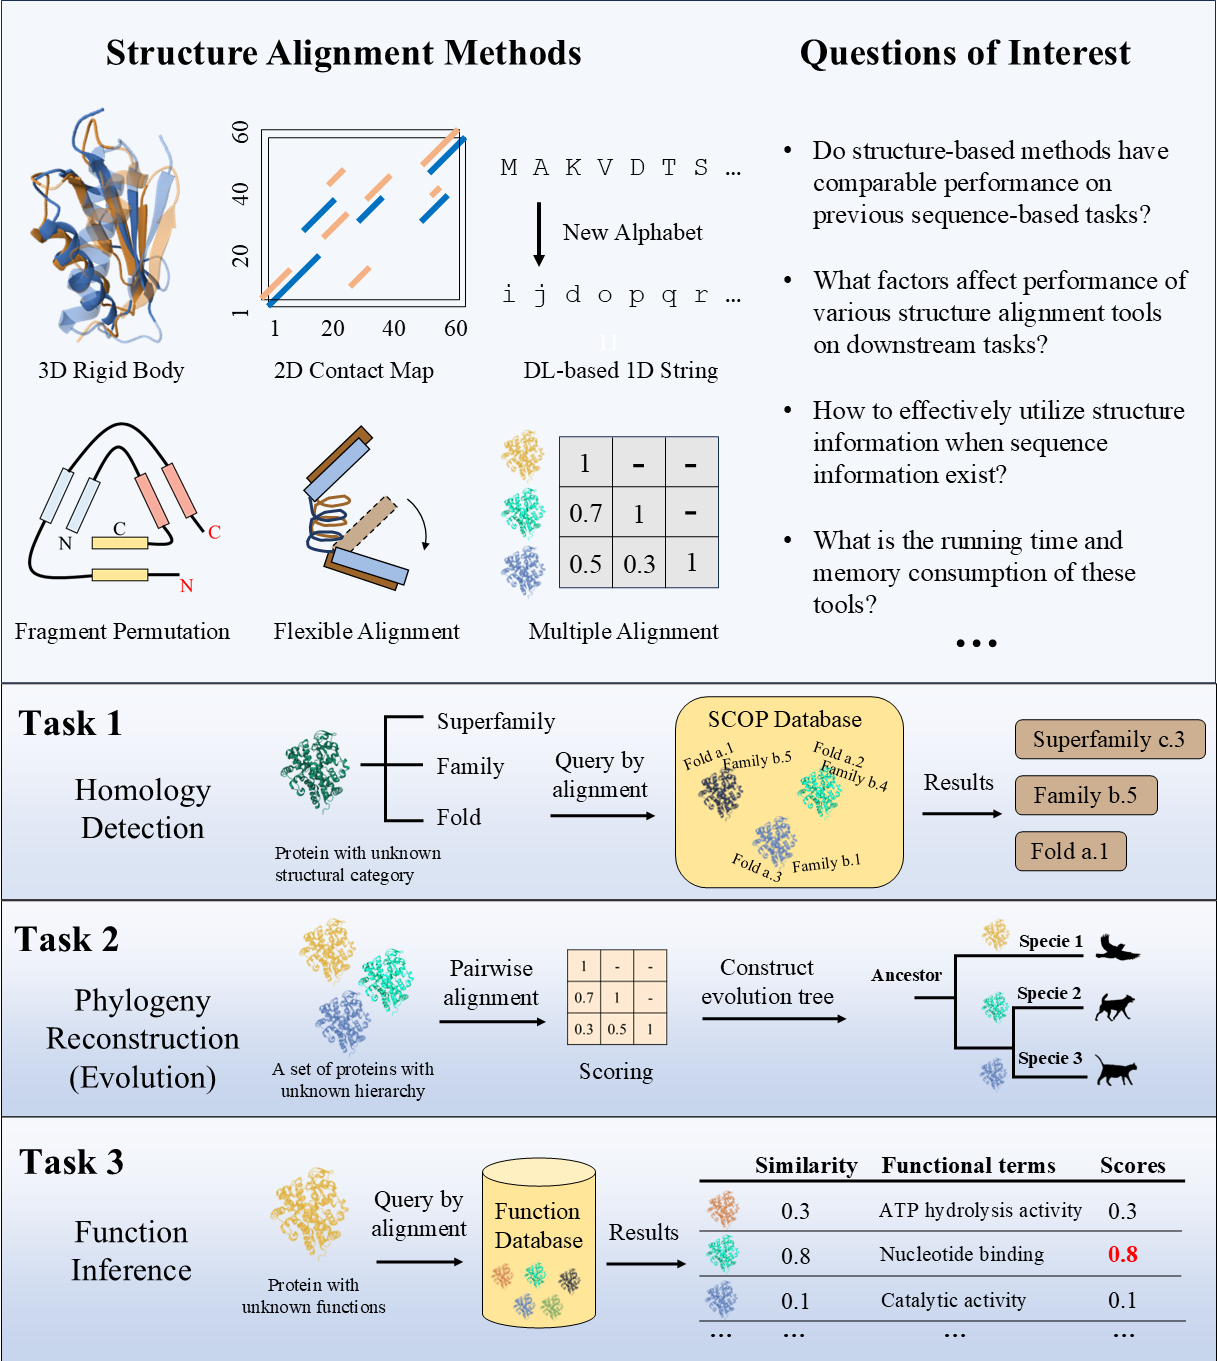 Structure Alignment Methods
Questions of Interest
60
40
20
1
1 20 40 60
M A K V D T S ...
New Alphabet
i j d o p q r ...
3D Rigid Body
2D Contact Map
DL-based 1D String
N
C
C
N
Fragment Permutation
Flexible Alignment
1 - -
0.7 1 -
0.5 0.3 1
Multiple Alignment
• Do structure-based methods have
comparable performance on
previous sequence-based tasks?
• What factors affect performance of
various structure alignment tools
on downstream tasks?
• How to effectively utilize structure
information when sequence
information exist?
• What is the running time and
memory consumption of these
tools?
...
Task 1
Homology
Detection
Protein with unknown
structural category
Superfamily
Family
Fold
Query by
alignment
SCOP Database
Fold a.1
Family b.5
Fold a.2
Family b.4
Fold a.3
Family b.1
Results
Superfamily c.3
Family b.5
Fold a.1
Task 2
Phylogeny
Reconstruction
(Evolution)
A set of proteins with
unknown hierarchy
Pairwise
alignment
1 - -
0.7 1 -
0.3 0.5 1
Scoring
Construct
evolution tree
Ancestor
Specie 1
Specie 2
Specie 3
Task 3
Function
Inference
Protein with
unknown functions
Query by
alignment
Function
Database
Results
Similarity Functional terms Scores
0.3 ATP hydrolysis activity 0.3
0.8 Nucleotide binding 0.8
0.1 Catalytic activity 0.1
... ... ... ...